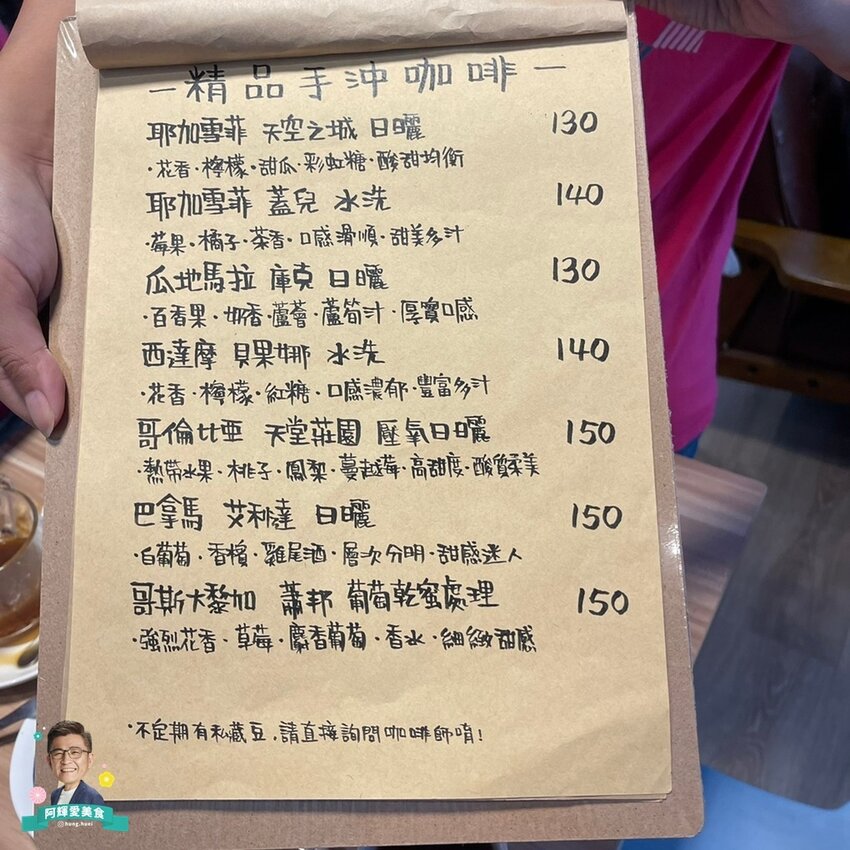 －精品手沖咖啡－
耶加雪菲 天空之城 日曬 130
·花香·檸檬·甜瓜·彩虹糖·酸甜均衡
耶加雪菲 蓋兒 水洗 140
·莓果·橘子·茶香·口感滑順·甜美多汁
瓜地馬拉 庫克 日曬 130
·百香果·奶香·蘆薈·蘆筍汁·厚實口感
西達摩 貝果娜 水洗 140
·花香·檸檬·紅糖·口感濃郁·豐富多汁
哥倫比亞 天堂莊園 壓氧日曬 150
·熱帶水果·桃子·鳳梨·蔓越莓·高甜度·酸質柔美
巴拿馬 艾利達 日曬 150
·白葡萄·香檳·雞尾酒·層次分明·甜感迷人
哥斯大黎加 蕭邦 葡萄乾蜜處理 150
·強烈花香·草莓·麝香葡萄·香水·細緻甜感
·不定期有私藏豆，請直接詢問咖啡師唷！
阿輝愛美食
@hung.huei